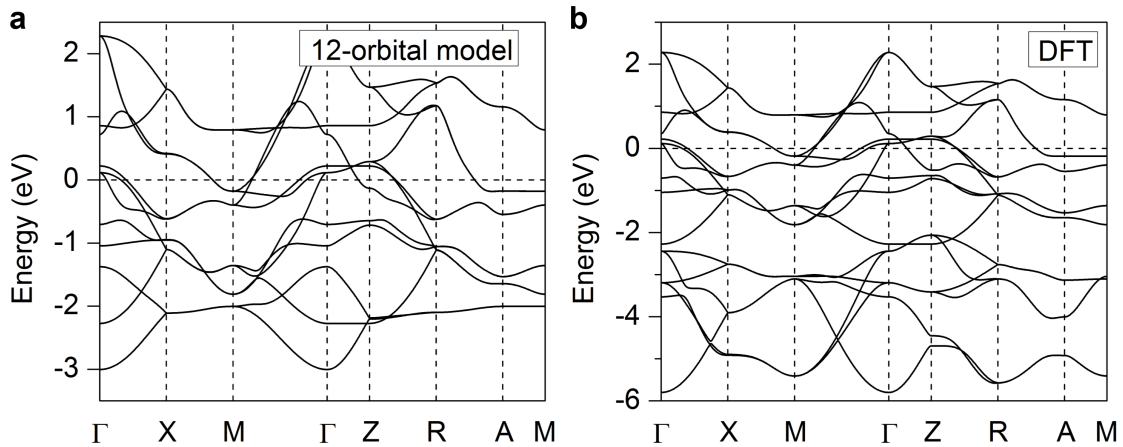 a
12-orbital model
Energy (eV)
2
1
0
-1
-2
-3
Γ X M Γ Z R A M
b
DFT
Energy (eV)
2
0
-2
-4
-6
Γ X M Γ Z R A M